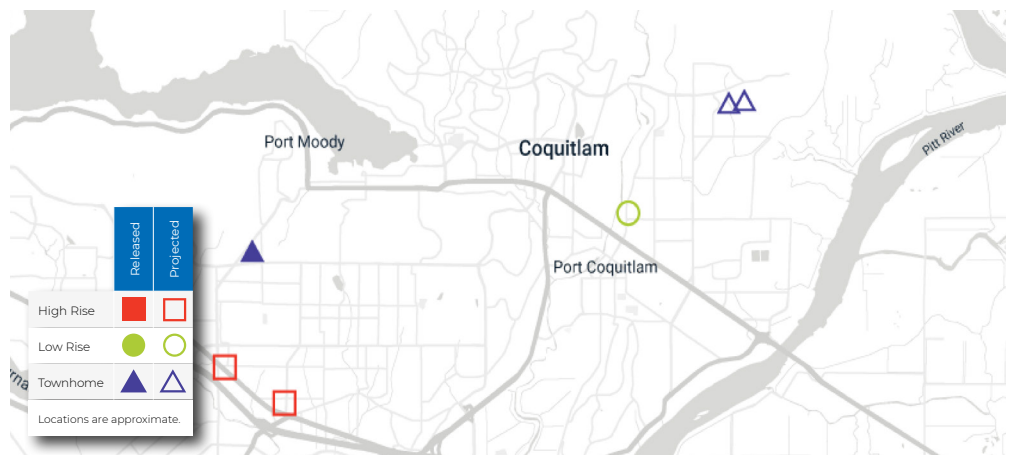 Port Moody
Coquitlam
Pitt River
Port Coquitlam
Released
Projected
High Rise
Low Rise
Townhome
Locations are approximate.